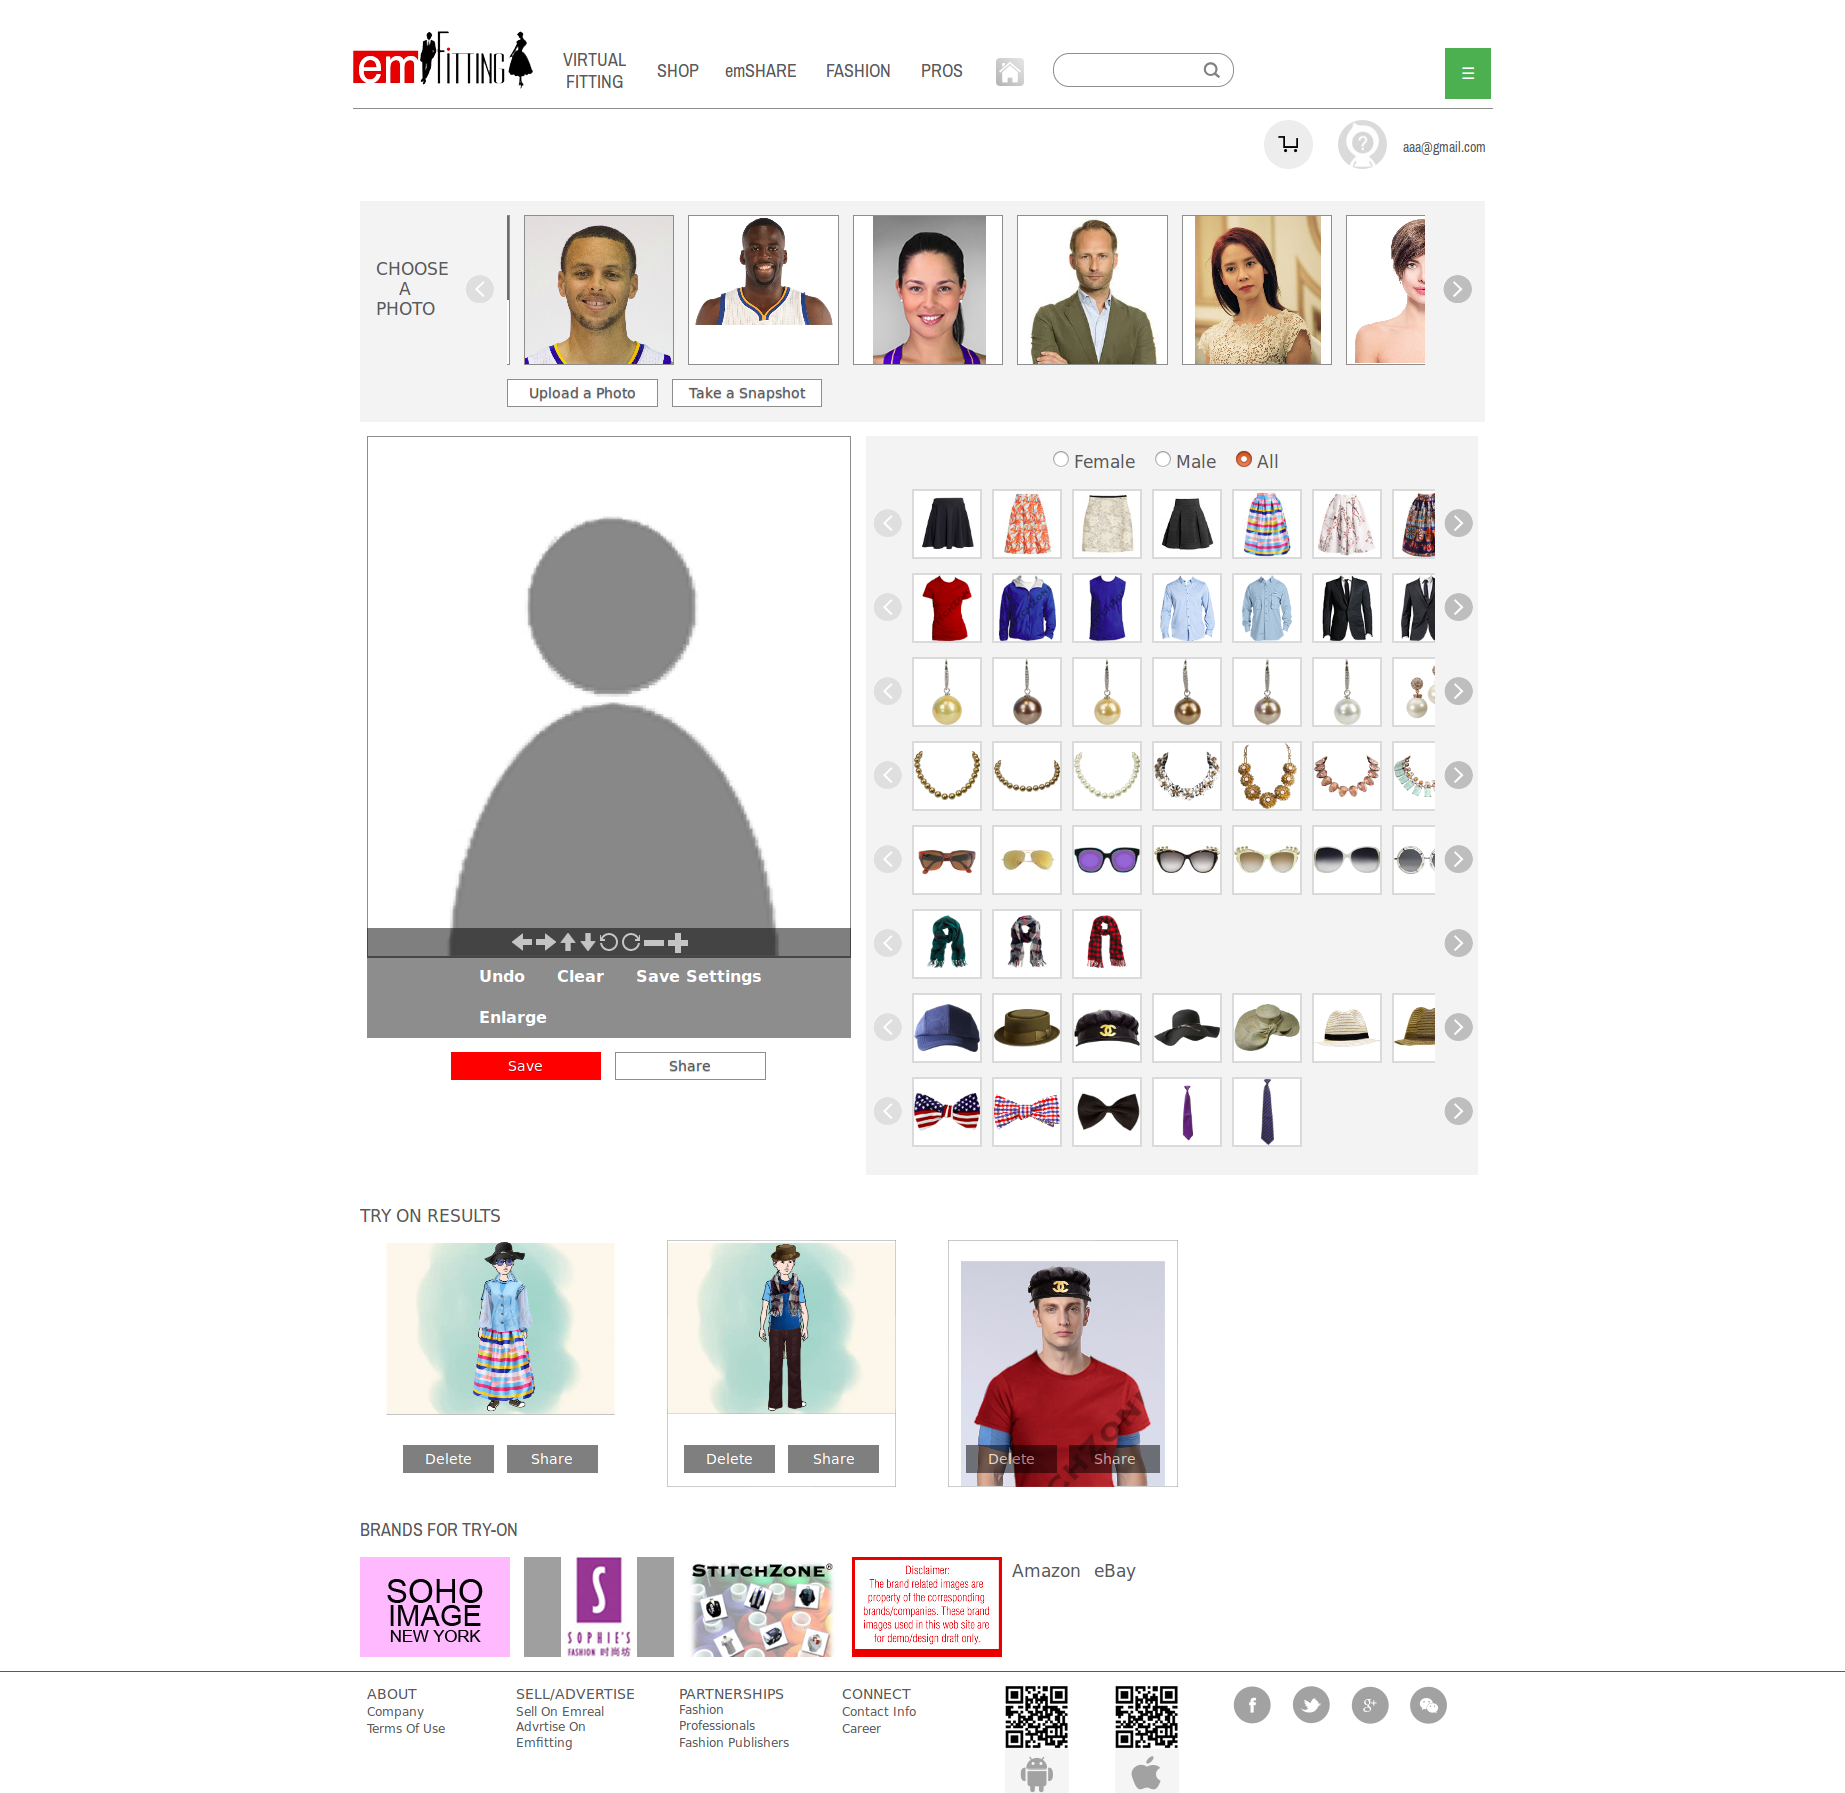 em FITTING
VIRTUAL
FITTING
SHOP
emSHARE
FASHION
PROS
☰
aaa@gmail.com
CHOOSE
A
PHOTO
Upload a Photo
Take a Snapshot
Female
Male
All
Undo
Clear
Save Settings
Enlarge
Save
Share
TRY ON RESULTS
Delete
Share
Delete
Share
Delete
Share
BRANDS FOR TRY-ON
SOHO
IMAGE
NEW YORK
S
SOPHIE'S
FASHION 时尚坊
STITCHZONE®
Disclaimer:
The brand related images are
property of the corresponding
brands/companies. These brand
images used in this web site are
for demo/design draft only.
Amazon
eBay
ABOUT
Company
Terms Of Use
SELL/ADVERTISE
Sell On Emreal
Advrtise On
Emfitting
PARTNERSHIPS
Fashion
Professionals
Fashion Publishers
CONNECT
Contact Info
Career